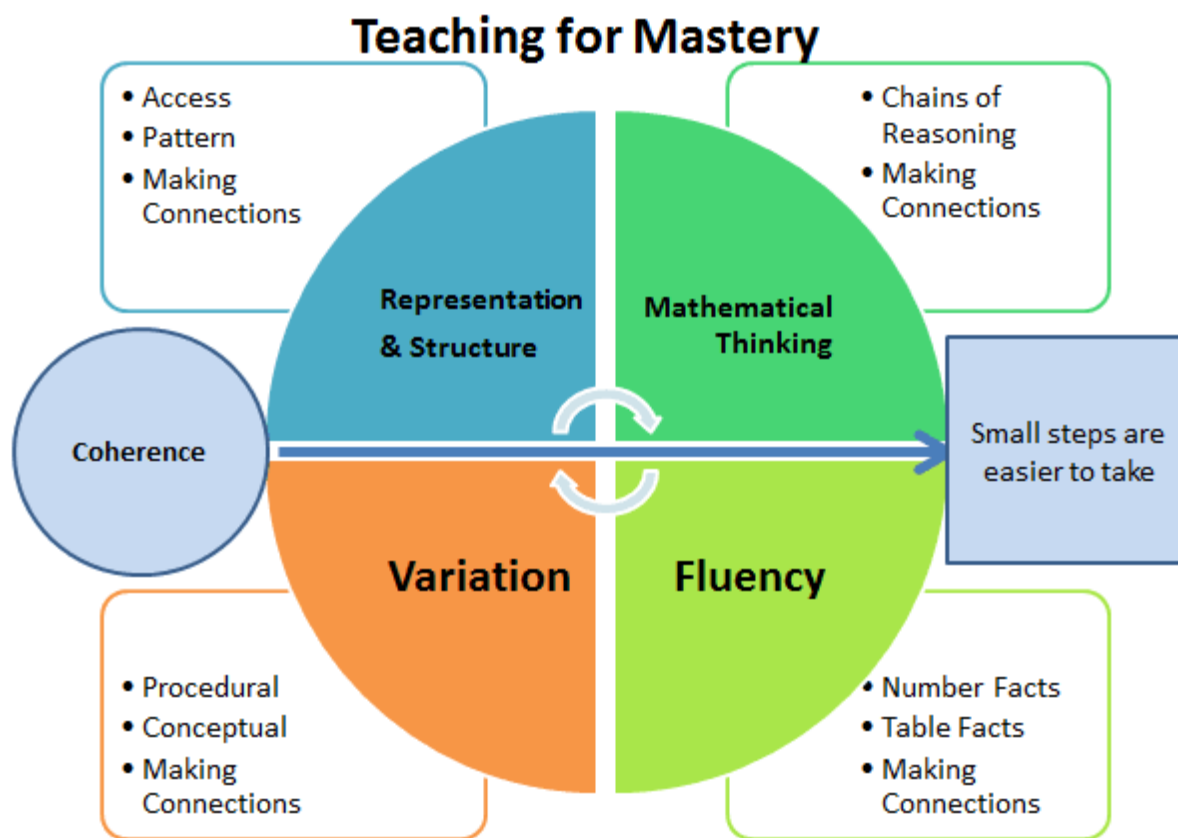 Teaching for Mastery
• Access
• Pattern
• Making
Connections
• Chains of
Reasoning
• Making
Connections
Representation
& Structure
Mathematical
Thinking
Coherence
Small steps are
easier to take
Variation
Fluency
• Procedural
• Conceptual
• Making
Connections
• Number Facts
• Table Facts
• Making
Connections